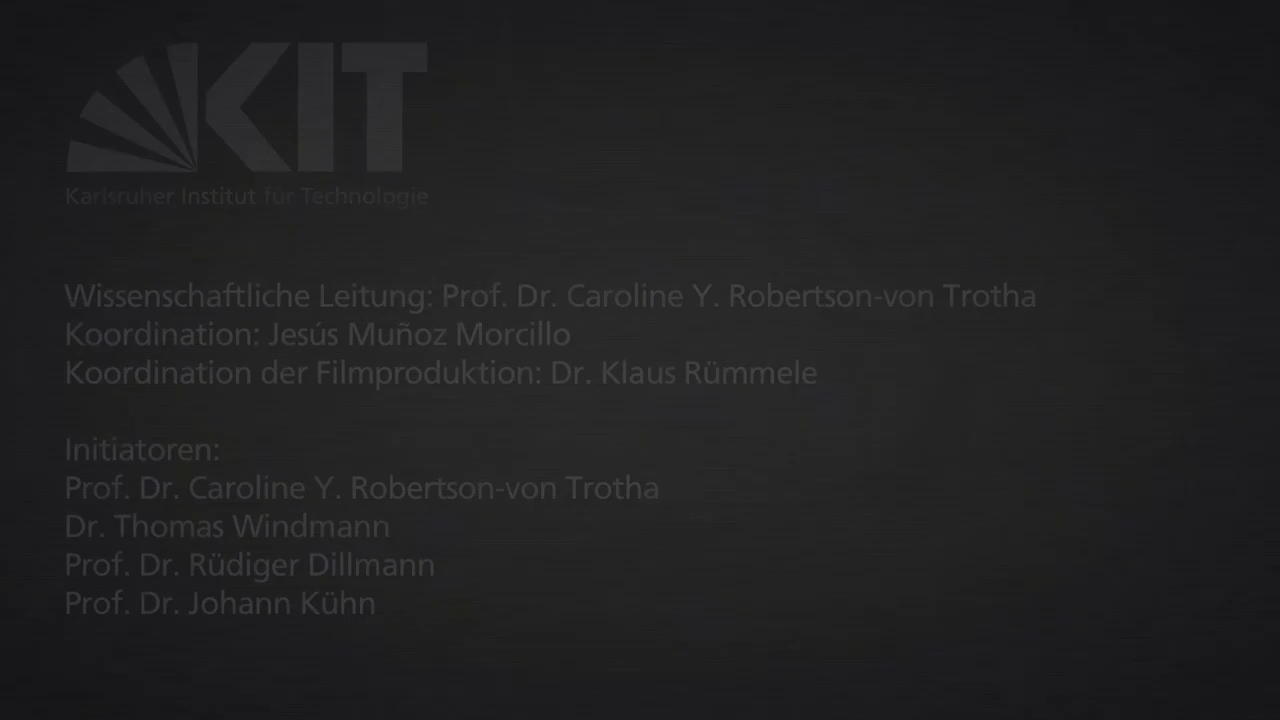 KIT
Karlsruher Institut für Technologie
Wissenschaftliche Leitung: Prof. Dr. Caroline Y. Robertson-von Trotha
Koordination: Jesús Muñoz Morcillo
Koordination der Filmproduktion: Dr. Klaus Rümmele
Initiatoren:
Prof. Dr. Caroline Y. Robertson-von Trotha
Dr. Thomas Windmann
Prof. Dr. Rüdiger Dillmann
Prof. Dr. Johann Kühn